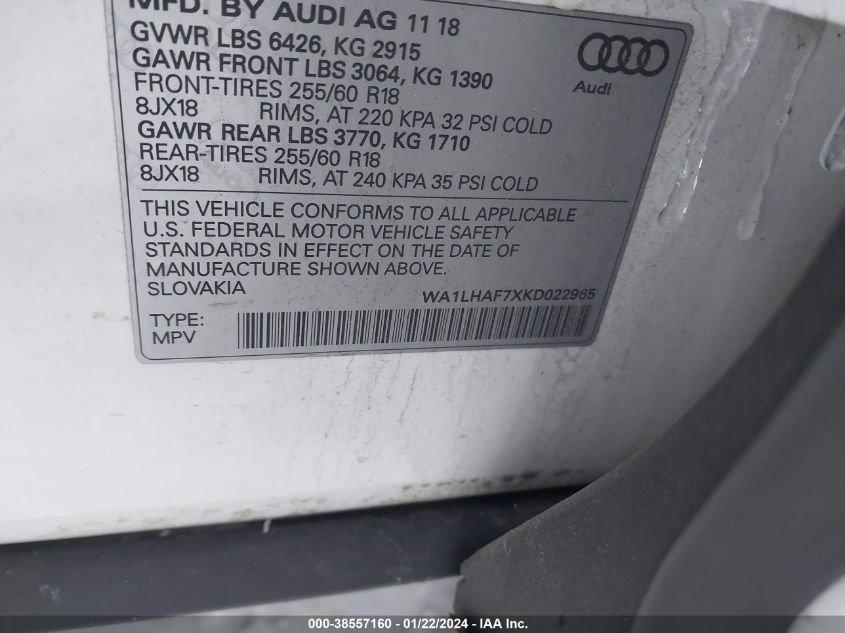 MFD. BY AUDI AG 11 18
GVWR LBS 6426, KG 2915
GAWR FRONT LBS 3064, KG 1390
FRONT-TIRES 255/60 R18
8JX18 RIMS, AT 220 KPA 32 PSI COLD
GAWR REAR LBS 3770, KG 1710
REAR-TIRES 255/60 R18
8JX18 RIMS, AT 240 KPA 35 PSI COLD
Audi
THIS VEHICLE CONFORMS TO ALL APPLICABLE
U.S. FEDERAL MOTOR VEHICLE SAFETY
STANDARDS IN EFFECT ON THE DATE OF
MANUFACTURE SHOWN ABOVE.
SLOVAKIA WA1LHAF7XKD022965
TYPE:
MPV
000-38557160 - 01/22/2024 - IAA, Inc.